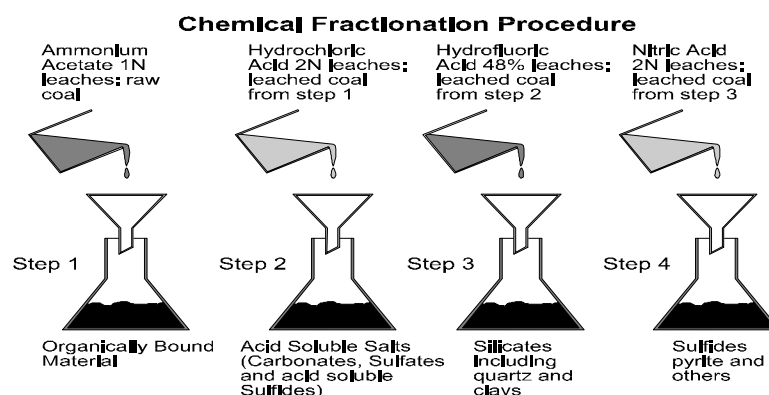 Chemical Fractionation Procedure
Ammonium
Acetate 1N
leaches: raw
coal
Hydrochloric
Acid 2N leaches:
leached coal
from step 1
Hydrofluoric
Acid 48% leaches:
leached coal
from step 2
Nitric Acid
2N leaches:
leached coal
from step 3
Step 1
Step 2
Step 3
Step 4
Organically Bound
Material
Acid Soluble Salts
(Carbonates, Sulfates
and acid soluble
Sulfides)
Silicates
including
quartz and
clays
Sulfides
pyrite and
others